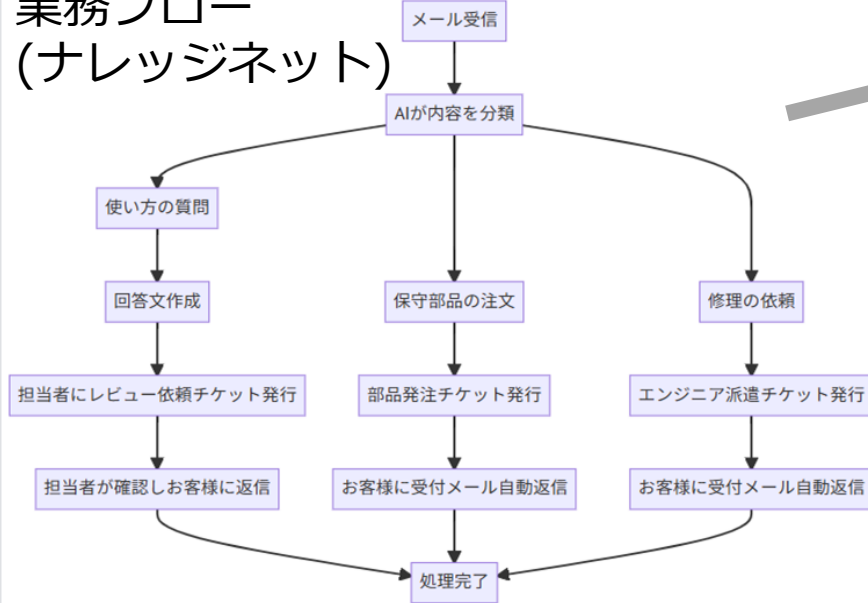 業務フロー
(ナレッジネット)
メール受信
AIが内容を分類
使い方の質問
回答文作成
保守部品の注文
修理の依頼
担当者にレビュー依頼チケット発行
部品発注チケット発行
エンジニア派遣チケット発行
担当者が確認しお客様に返信
お客様に受付メール自動返信
お客様に受付メール自動返信
処理完了